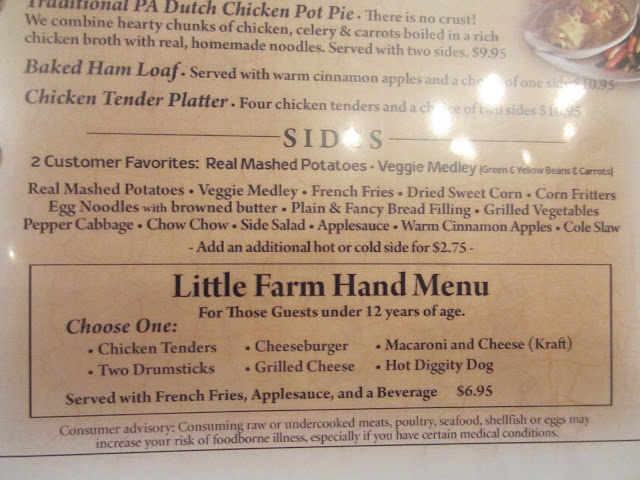 Traditional PA Dutch Chicken Pot Pie • There is no crust!
We combine hearty chunks of chicken, celery & carrots boiled in a rich
chicken broth with real, homemade noodles. Served with two sides. $9.95
Baked Ham Loaf • Served with warm cinnamon apples and a choice of one side $10.95
Chicken Tender Platter • Four chicken tenders and a choice of two sides
SIDES
2 Customer Favorites: Real Mashed Potatoes • Veggie Medley (Green & Yellow Beans & Carrots)
Real Mashed Potatoes • Veggie Medley • French Fries • Dried Sweet Corn • Corn Fritters
Egg Noodles with browned butter • Plain & Fancy Bread Filling • Grilled Vegetables
Pepper Cabbage • Chow Chow • Side Salad • Applesauce • Warm Cinnamon Apples • Cole Slaw
- Add an additional hot or cold side for $2.75 -
Little Farm Hand Menu
For Those Guests under 12 years of age.
Choose One:
• Chicken Tenders • Cheeseburger • Macaroni and Cheese (Kraft)
• Two Drumsticks • Grilled Cheese • Hot Diggity Dog
Served with French Fries, Applesauce, and a Beverage $6.95
Consumer advisory: Consuming raw or undercooked meats, poultry, seafood, shellfish or eggs may
increase your risk of foodborne illness, especially if you have certain medical conditions.